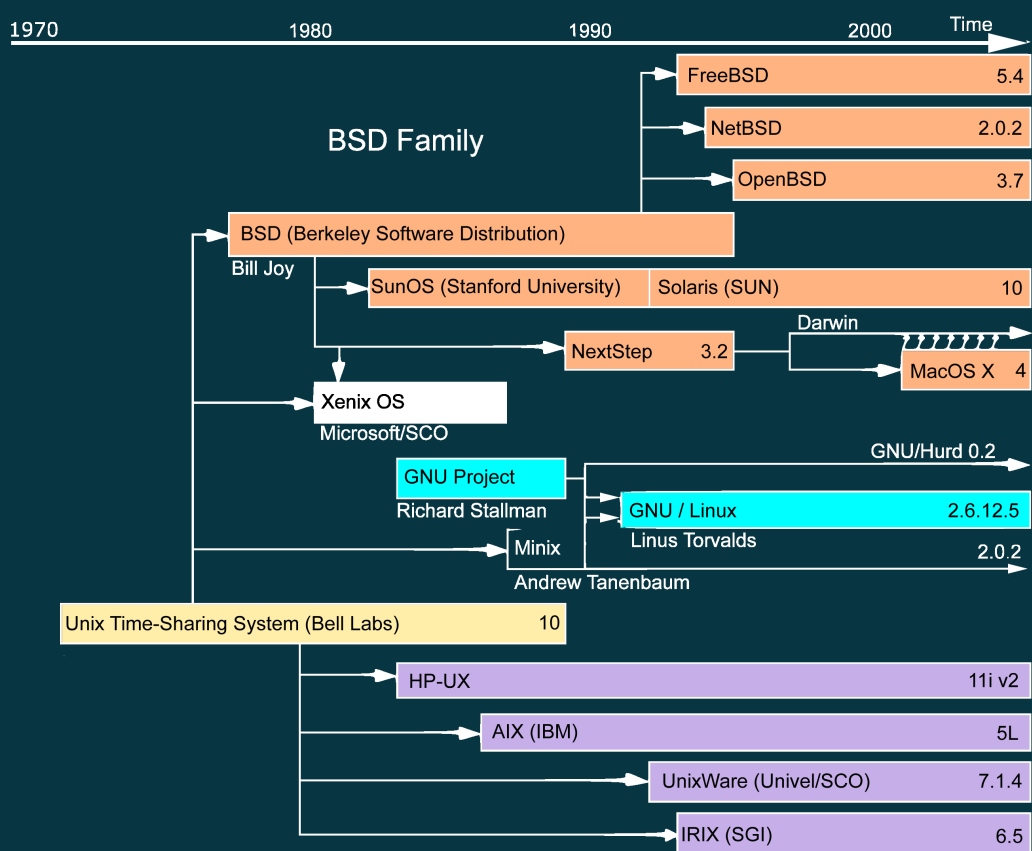 1970 1980 1990 2000 Time
FreeBSD 5.4
BSD Family
NetBSD 2.0.2
OpenBSD 3.7
BSD (Berkeley Software Distribution)
Bill Joy
SunOS (Stanford University) Solaris (SUN) 10
Darwin
NextStep 3.2
MacOS X 4
Xenix OS
Microsoft/SCO
GNU/Hurd 0.2
GNU Project
Richard Stallman
GNU / Linux 2.6.12.5
Linus Torvalds
Minix
2.0.2
Andrew Tanenbaum
Unix Time-Sharing System (Bell Labs) 10
HP-UX 11i v2
AIX (IBM) 5L
UnixWare (Univel/SCO) 7.1.4
IRIX (SGI) 6.5